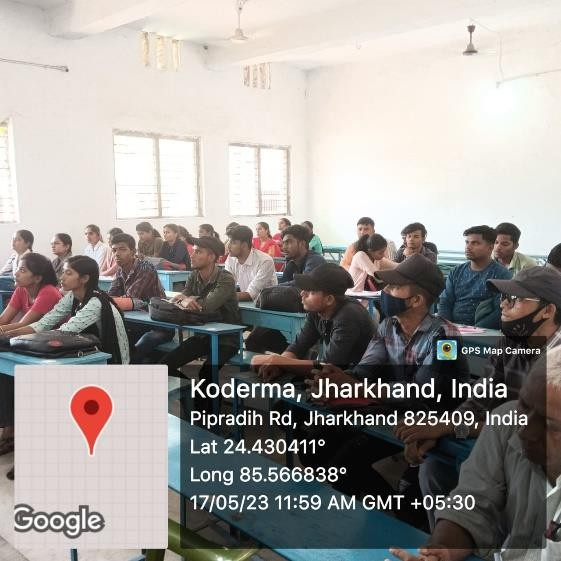 GPS Map Camera
Koderma, Jharkhand, India
Pipradih Rd, Jharkhand 825409, India
Lat 24.430411°
Long 85.566838°
17/05/23 11:59 AM GMT +05:30
Google